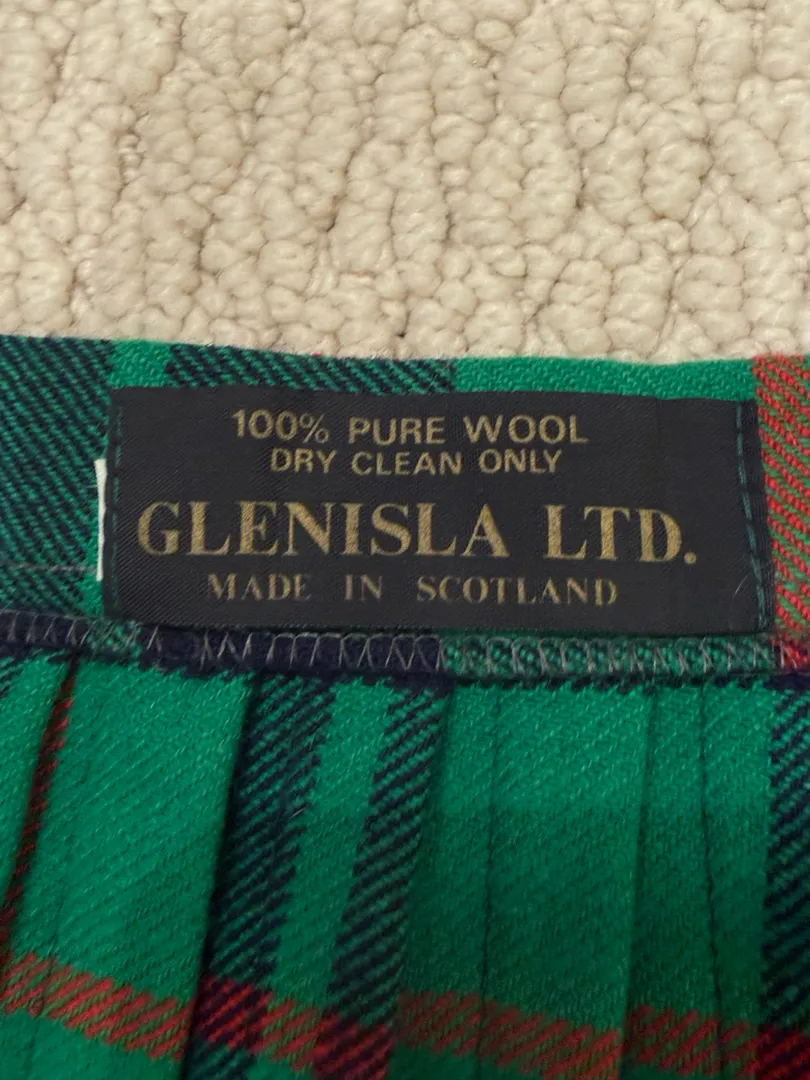 100% PURE WOOL
DRY CLEAN ONLY
GLENISLA LTD.
MADE IN SCOTLAND